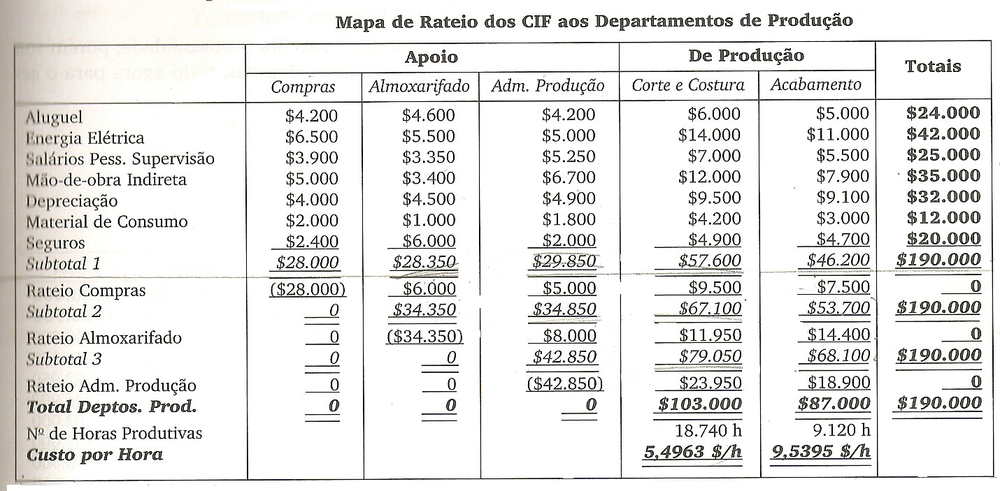 Mapa de Rateio dos CIF aos Departamentos de Produção
Apoio De Produção Totais
Compras Almoxarifado Adm. Produção Corte e Costura Acabamento
Aluguel $4.200 $4.600 $4.200 $6.000 $5.000 $24.000
Energia Elétrica $6.500 $5.500 $5.000 $14.000 $11.000 $42.000
Salários Pess. Supervisão $3.900 $3.350 $5.250 $7.000 $5.500 $25.000
Mão-de-obra Indireta $5.000 $3.400 $6.700 $12.000 $7.900 $35.000
Depreciação $4.000 $4.500 $4.900 $9.500 $9.100 $32.000
Material de Consumo $2.000 $1.000 $1.800 $4.200 $3.000 $12.000
Seguros $2.400 $6.000 $2.000 $4.900 $4.700 $20.000
Subtotal 1 $28.000 $28.350 $29.850 $57.600 $46.200 $190.000
Rateio Compras ($28.000) $6.000 $5.000 $9.500 $7.500 0
Subtotal 2 0 $34.350 $34.850 $67.100 $53.700 $190.000
Rateio Almoxarifado 0 ($34.350) $8.000 $11.950 $14.400 0
Subtotal 3 0 0 $42.850 $79.050 $68.100 $190.000
Rateio Adm. Produção 0 0 ($42.850) $23.950 $18.900 0
Total Deptos. Prod. 0 0 0 $103.000 $87.000 $190.000
Nº de Horas Produtivas 18.740 h 9.120 h
Custo por Hora 5,4963 $/h 9,5395 $/h